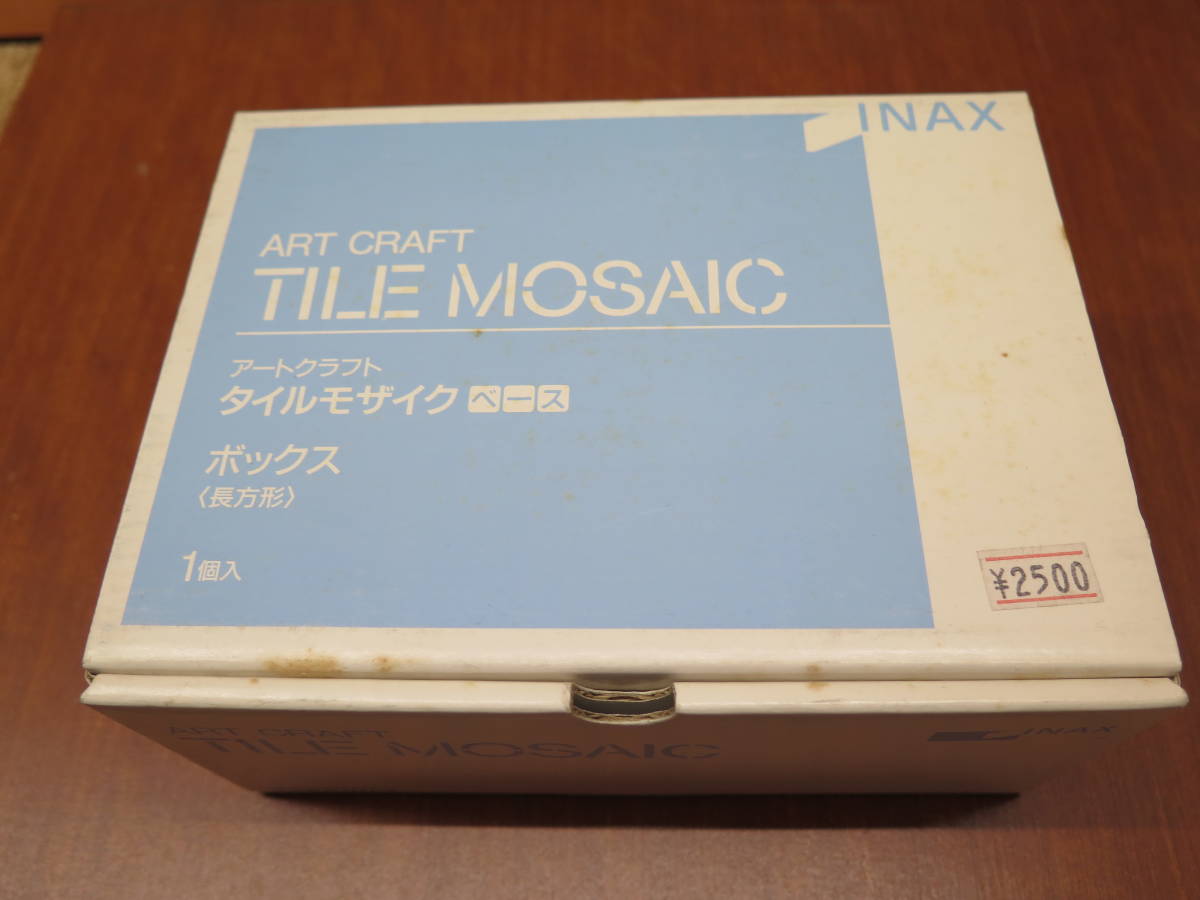 INAX
ART CRAFT
TILE MOSAIC
アートクラフト
タイルモザイク ベース
ボックス
〈長方形〉
1個入
¥2500
ART CRAFT
TILE MOSAIC
INAX